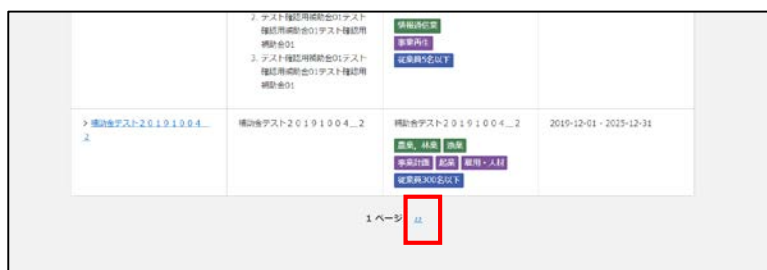 2. テスト確認用補助金01テスト
確認用補助金01テスト確認用
補助金01
3. テスト確認用補助金01テスト
確認用補助金01テスト確認用
補助金01
情報通信業
事業再生
従業員5名以下
> 補助金テスト20191004_
2
補助金テスト20191004_2
補助金テスト20191004_2
農業, 林業 漁業
事業計画 起業 雇用・人材
従業員300名以下
2019-12-01 - 2025-12-31
1 ページ